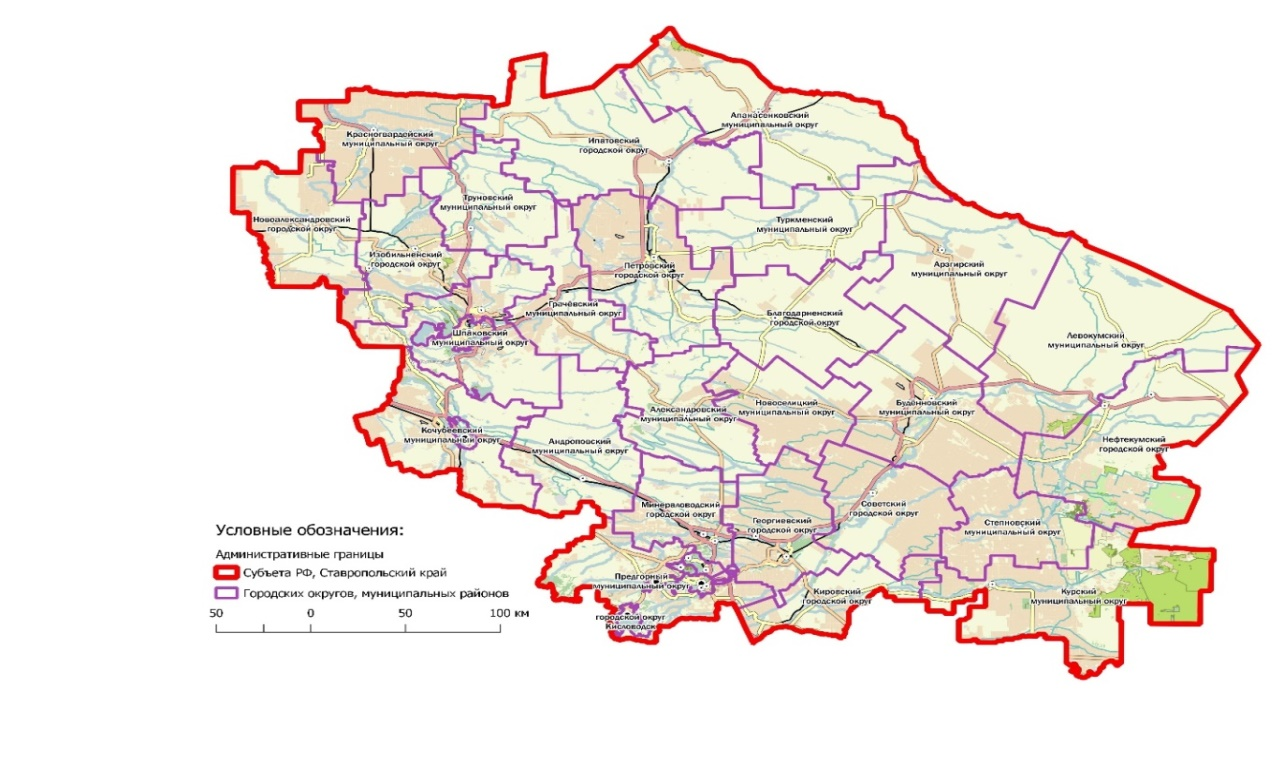 Апанасенковский
муниципальный округ
Красногвардейский
муниципальный округ
Ипатовский
городской округ
Труновский
муниципальный округ
Новоалександровский
городской округ
Туркменский
муниципальный округ
Изобильненский
городской округ
Петровский
городской округ
Арзгирский
муниципальный округ
Грачёвский
муниципальный округ
Благодарненский
городской округ
Шпаковский
муниципальный округ
Левокумский
муниципальный округ
Александровский
муниципальный округ
Новоселицкий
муниципальный округ
Будённовский
муниципальный округ
Кочубеевский
муниципальный округ
Андроповский
муниципальный округ
Нефтекумский
городской округ
Минераловодский
городской округ
Георгиевский
городской округ
Советский
городской округ
Степновский
муниципальный округ
Предгорный
муниципальный округ
Кировский
городской округ
Курский
муниципальный округ
городской округ
Кисловодск
Условные обозначения:
Административные границы
Субъета РФ, Ставропольский край
Городских округов, муниципальных районов
50 0 50 100 км